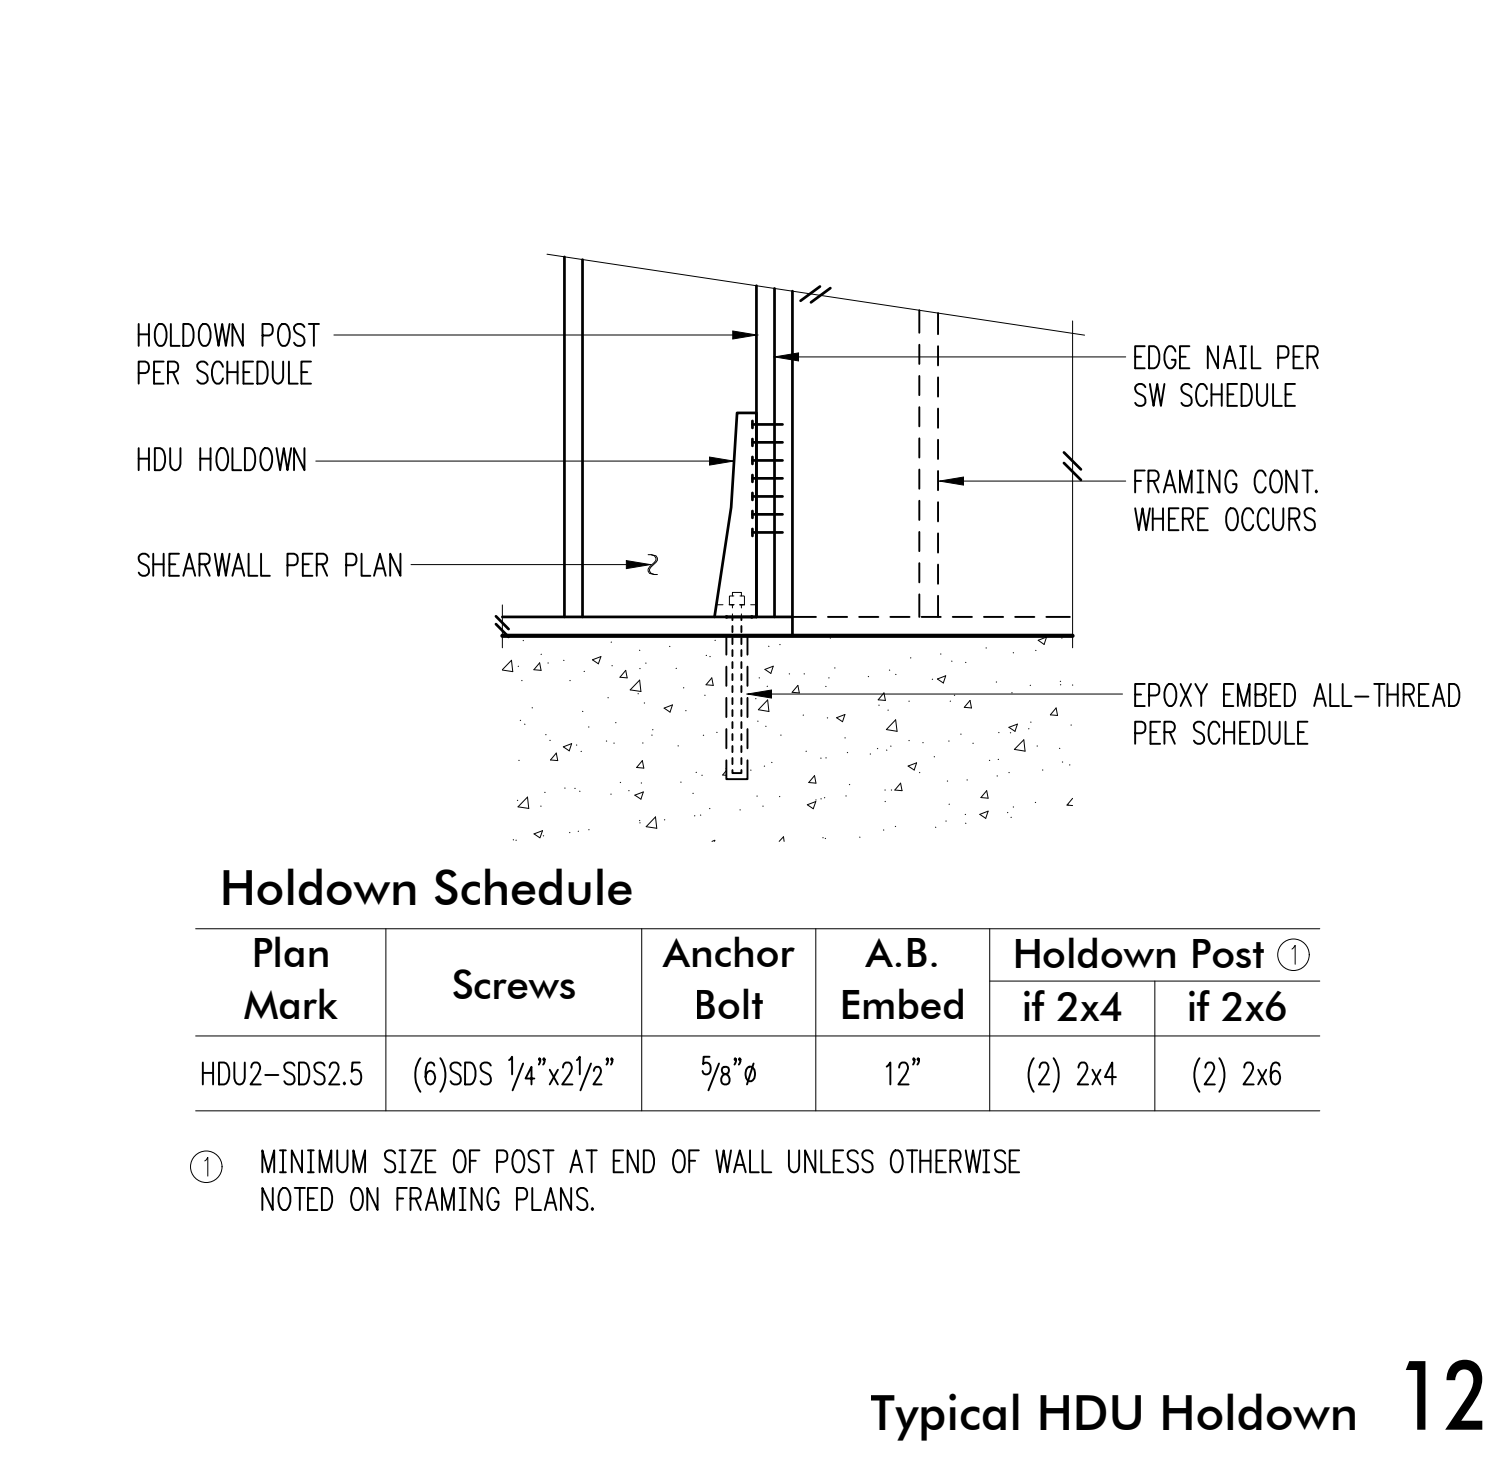 HOLDOWN POST
PER SCHEDULE
EDGE NAIL PER
SW SCHEDULE
HDU HOLDOWN
FRAMING CONT.
WHERE OCCURS
SHEARWALL PER PLAN
EPOXY EMBED ALL-THREAD
PER SCHEDULE
Holdown Schedule
Plan Mark Screws Anchor Bolt A.B. Embed Holdown Post ①
if 2x4 if 2x6
HDU2-SDS2.5 (6)SDS 1/4"x2 1/2" 5/8"ø 12" (2) 2x4 (2) 2x6
① MINIMUM SIZE OF POST AT END OF WALL UNLESS OTHERWISE
NOTED ON FRAMING PLANS.
Typical HDU Holdown 12